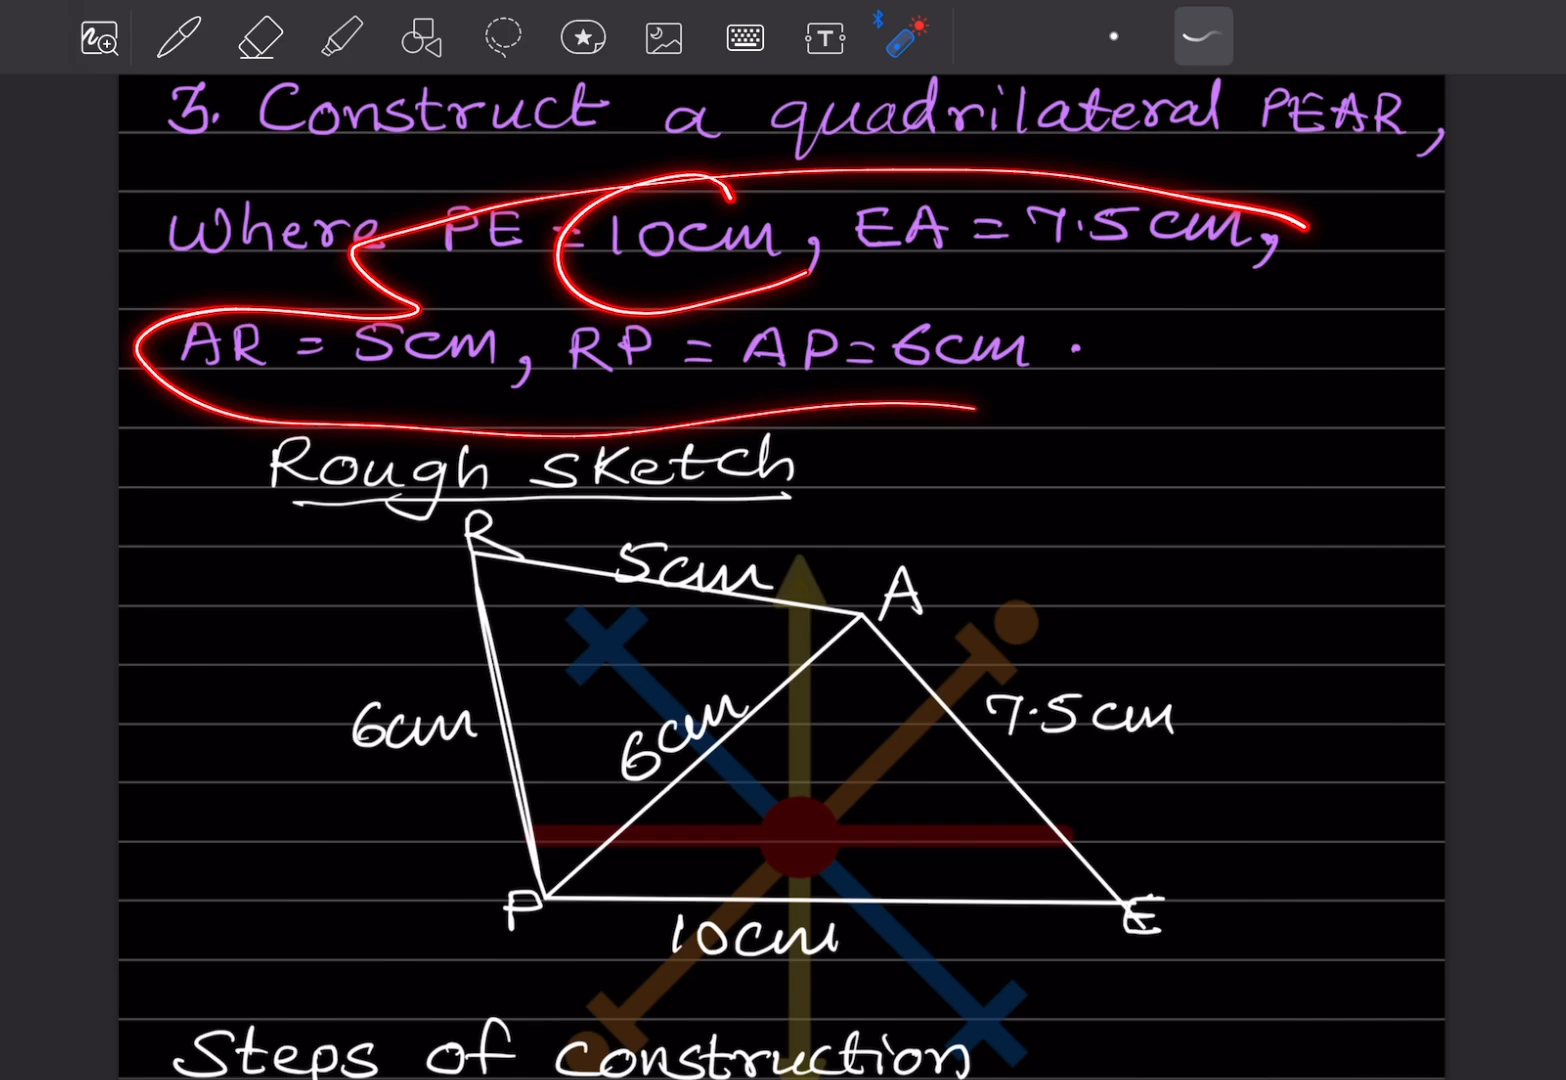 3. Construct a quadrilateral PEAR,
Where PE = 10cm, EA = 7.5cm,
AR = 5cm, RP = AP = 6cm.
Rough sketch
R
5cm
A
6cm
6cm
7.5cm
P
E
10cm
Steps of construction